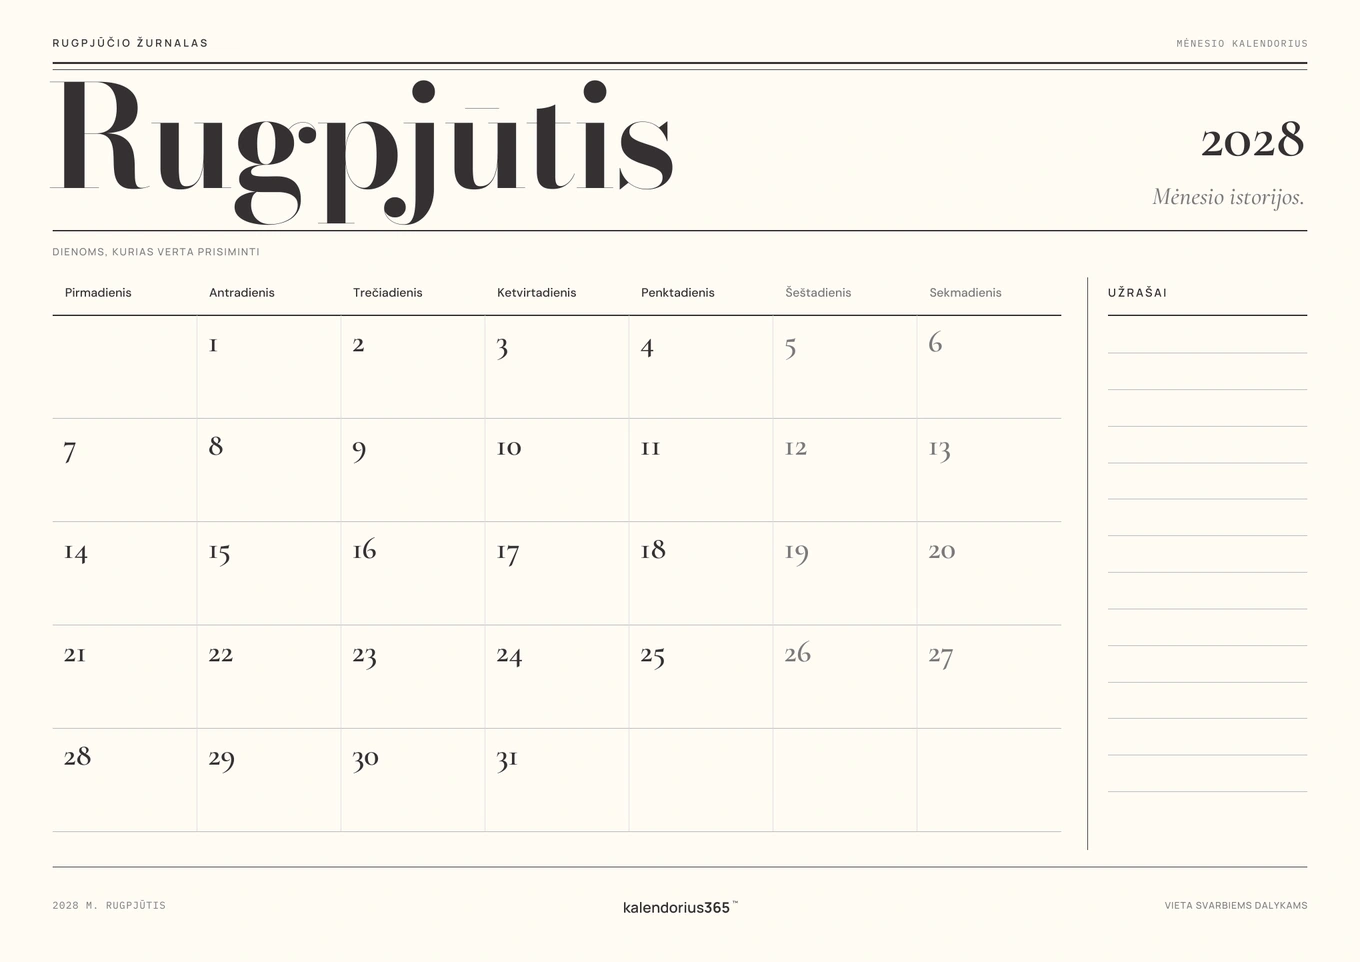 RUGPJŪČIO ŽURNALAS
MĖNESIO KALENDORIUS
Rugpjūtis
2028
Mėnesio istorijos.
DIENOMS, KURIAS VERTA PRISIMINTI
Pirmadienis Antradienis Trečiadienis Ketvirtadienis Penktadienis Šeštadienis Sekmadienis
1 2 3 4 5 6
7 8 9 10 11 12 13
14 15 16 17 18 19 20
21 22 23 24 25 26 27
28 29 30 31
UŽRAŠAI
2028 M. RUGPJŪTIS
kalendorius365™
VIETA SVARBIEMS DALYKAMS